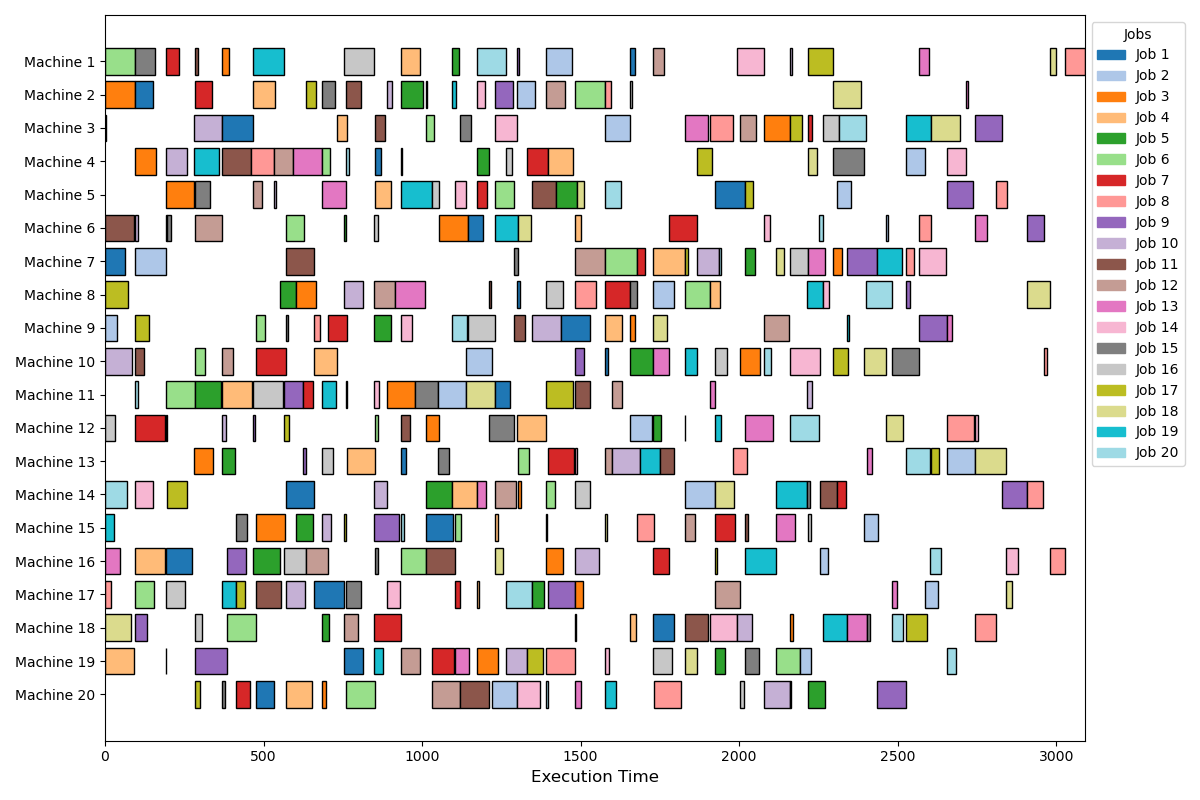 Machine 1
Machine 2
Machine 3
Machine 4
Machine 5
Machine 6
Machine 7
Machine 8
Machine 9
Machine 10
Machine 11
Machine 12
Machine 13
Machine 14
Machine 15
Machine 16
Machine 17
Machine 18
Machine 19
Machine 20
0 500 1000 1500 2000 2500 3000
Execution Time
Jobs
Job 1
Job 2
Job 3
Job 4
Job 5
Job 6
Job 7
Job 8
Job 9
Job 10
Job 11
Job 12
Job 13
Job 14
Job 15
Job 16
Job 17
Job 18
Job 19
Job 20